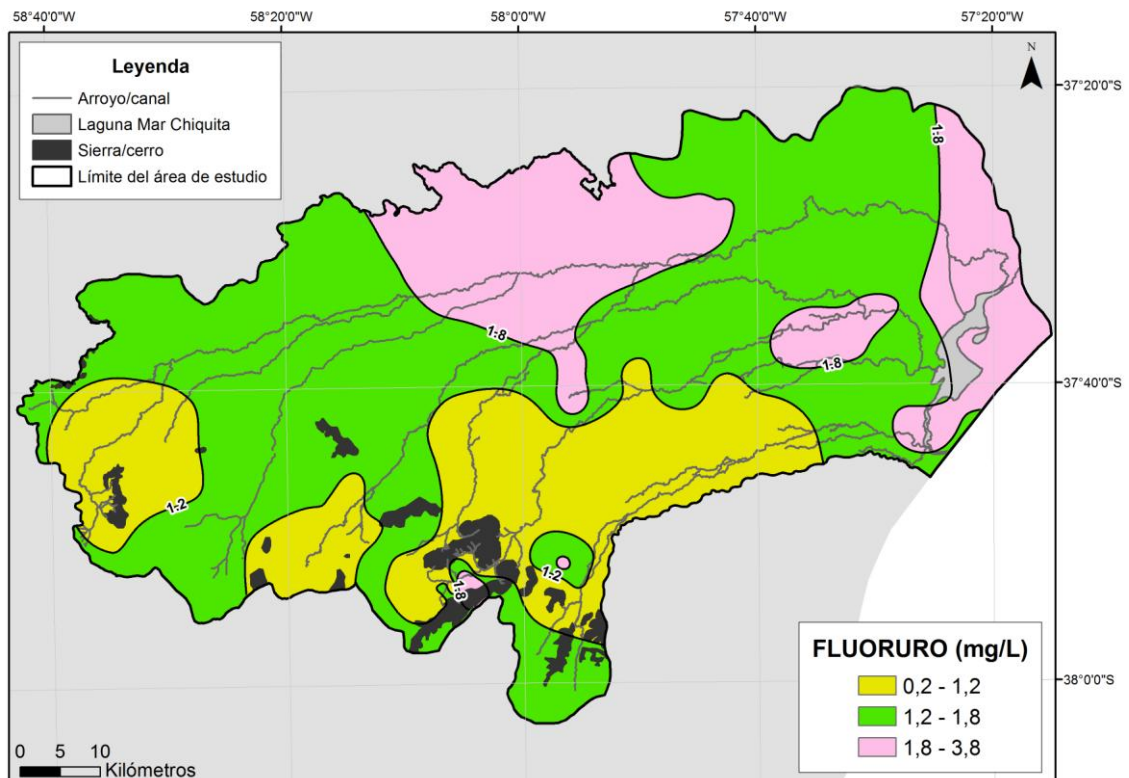 58°40'0"W
58°20'0"W
58°0'0"W
57°40'0"W
57°20'0"W
Leyenda
Arroyo/canal
Laguna Mar Chiquita
Sierra/cerro
Límite del área de estudio
N
37°20'0"S
1.8
1.8
1.8
37°40'0"S
1.2
1.2
1.8
FLUORURO (mg/L)
0,2 - 1,2
1,2 - 1,8
1,8 - 3,8
38°0'0"S
0 5 10
Kilómetros